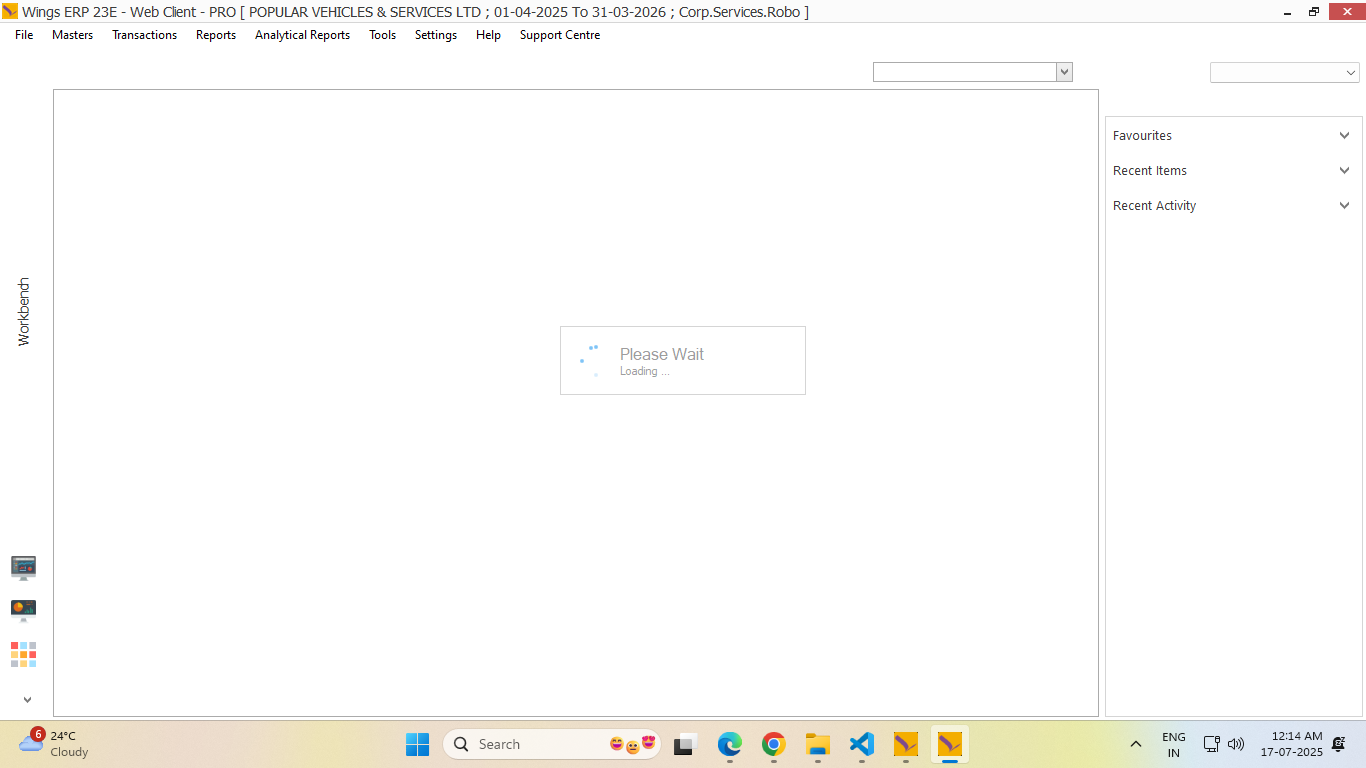 Wings ERP 23E - Web Client - PRO [ POPULAR VEHICLES & SERVICES LTD ; 01-04-2025 To 31-03-2026 ; Corp.Services.Robo ]
File Masters Transactions Reports Analytical Reports Tools Settings Help Support Centre
Favourites
Recent Items
Recent Activity
Workbench
Please Wait
Loading ...
6
24°C
Cloudy
Search
ENG
IN
12:14 AM
17-07-2025